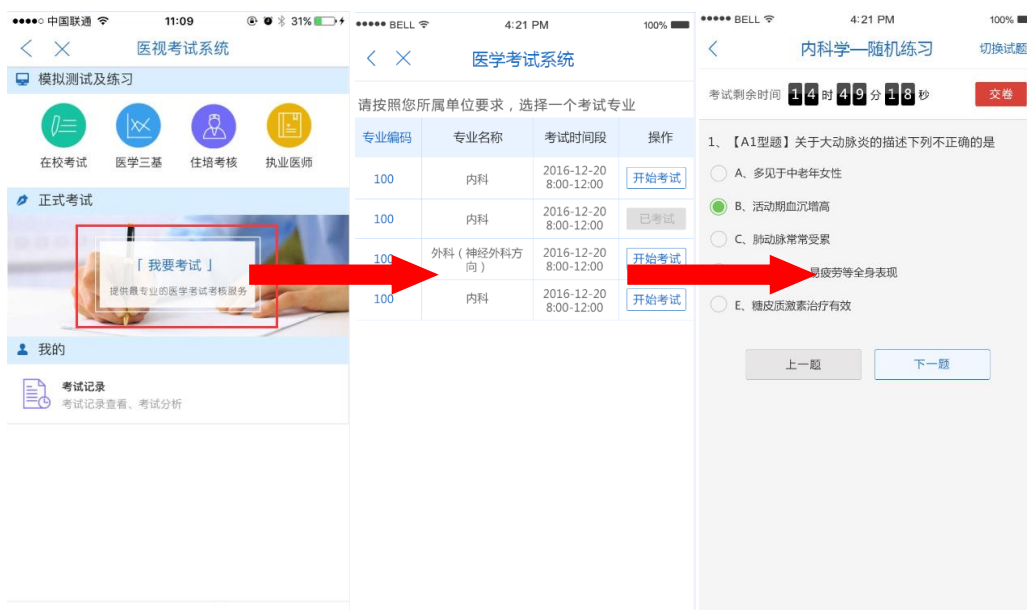 中国联通 11:09 31%
医视考试系统
模拟测试及练习
在校考试 医学三基 住培考核 执业医师
正式考试
「 我要考试 」
提供最专业的医学考试考核服务
我的
考试记录
考试记录查看、考试分析
BELL 4:21 PM 100%
医学考试系统
请按照您所属单位要求，选择一个考试专业
专业编码 专业名称 考试时间段 操作
100 内科 2016-12-20 8:00-12:00 开始考试
100 内科 2016-12-20 8:00-12:00 已考试
100 外科（神经外科方向） 2016-12-20 8:00-12:00 开始考试
100 内科 2016-12-20 8:00-12:00 开始考试
BELL 4:21 PM 100%
内科学—随机练习 切换试题
考试剩余时间 14时49分18秒 交卷
1、【A1型题】关于大动脉炎的描述下列不正确的是
A、多见于中老年女性
B、活动期血沉增高
C、肺动脉常常受累
易疲劳等全身表现
E、糖皮质激素治疗有效
上一题 下一题